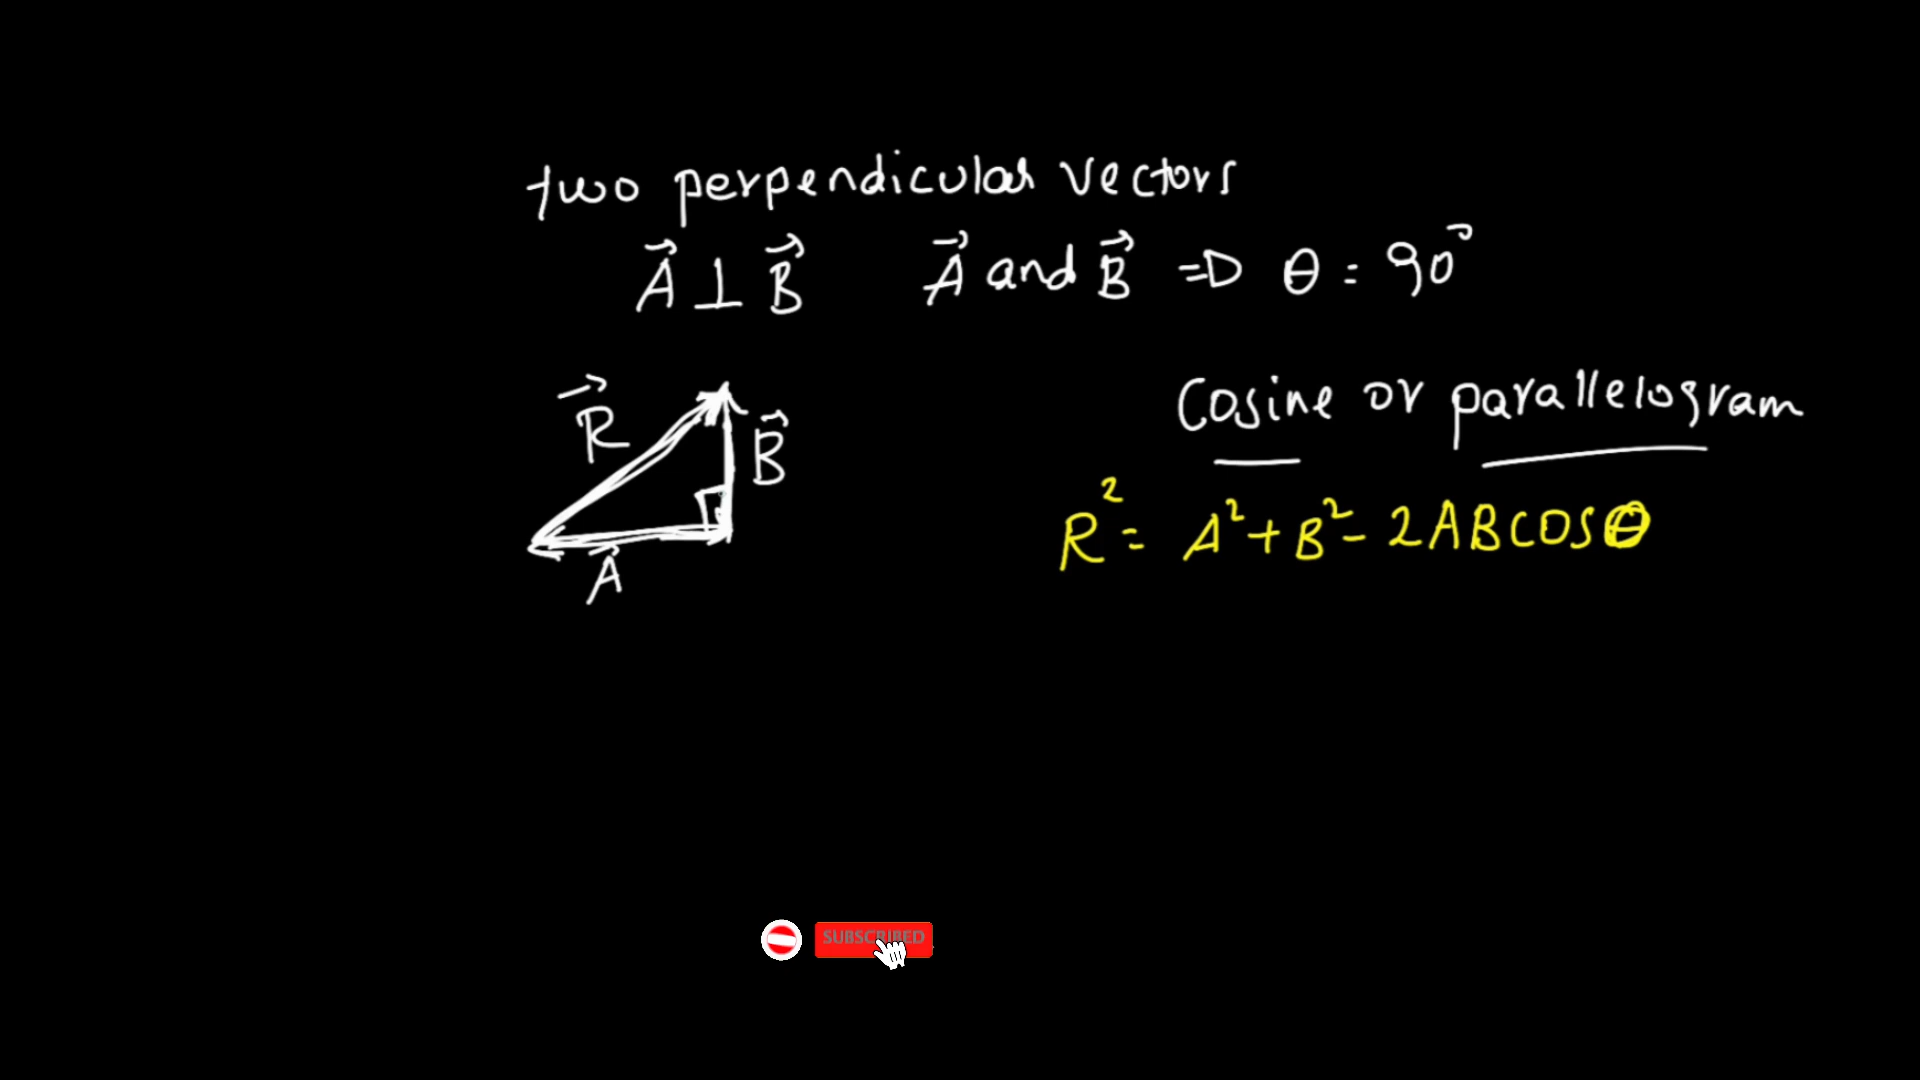 two perpendicular vectors
A⃗ ⊥ B⃗ A⃗ and B⃗ => θ = 90°
R⃗
B⃗
A⃗
Cosine or parallelogram
R² = A² + B² - 2ABCOSθ
SUBSCRIBED